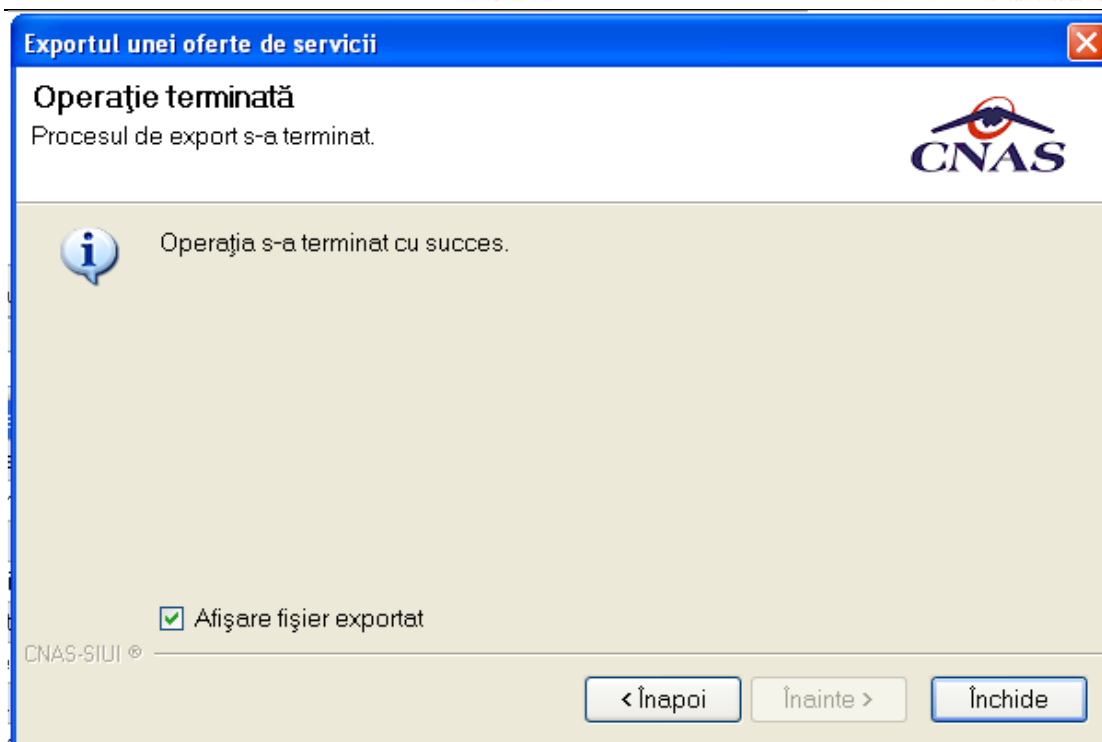 Exportul unei oferte de servicii
Operaţie terminată
Procesul de export s-a terminat.
CNAS
Operaţia s-a terminat cu succes.
Afişare fişier exportat
CNAS-SIUI ®
< Înapoi
Înainte >
Închide